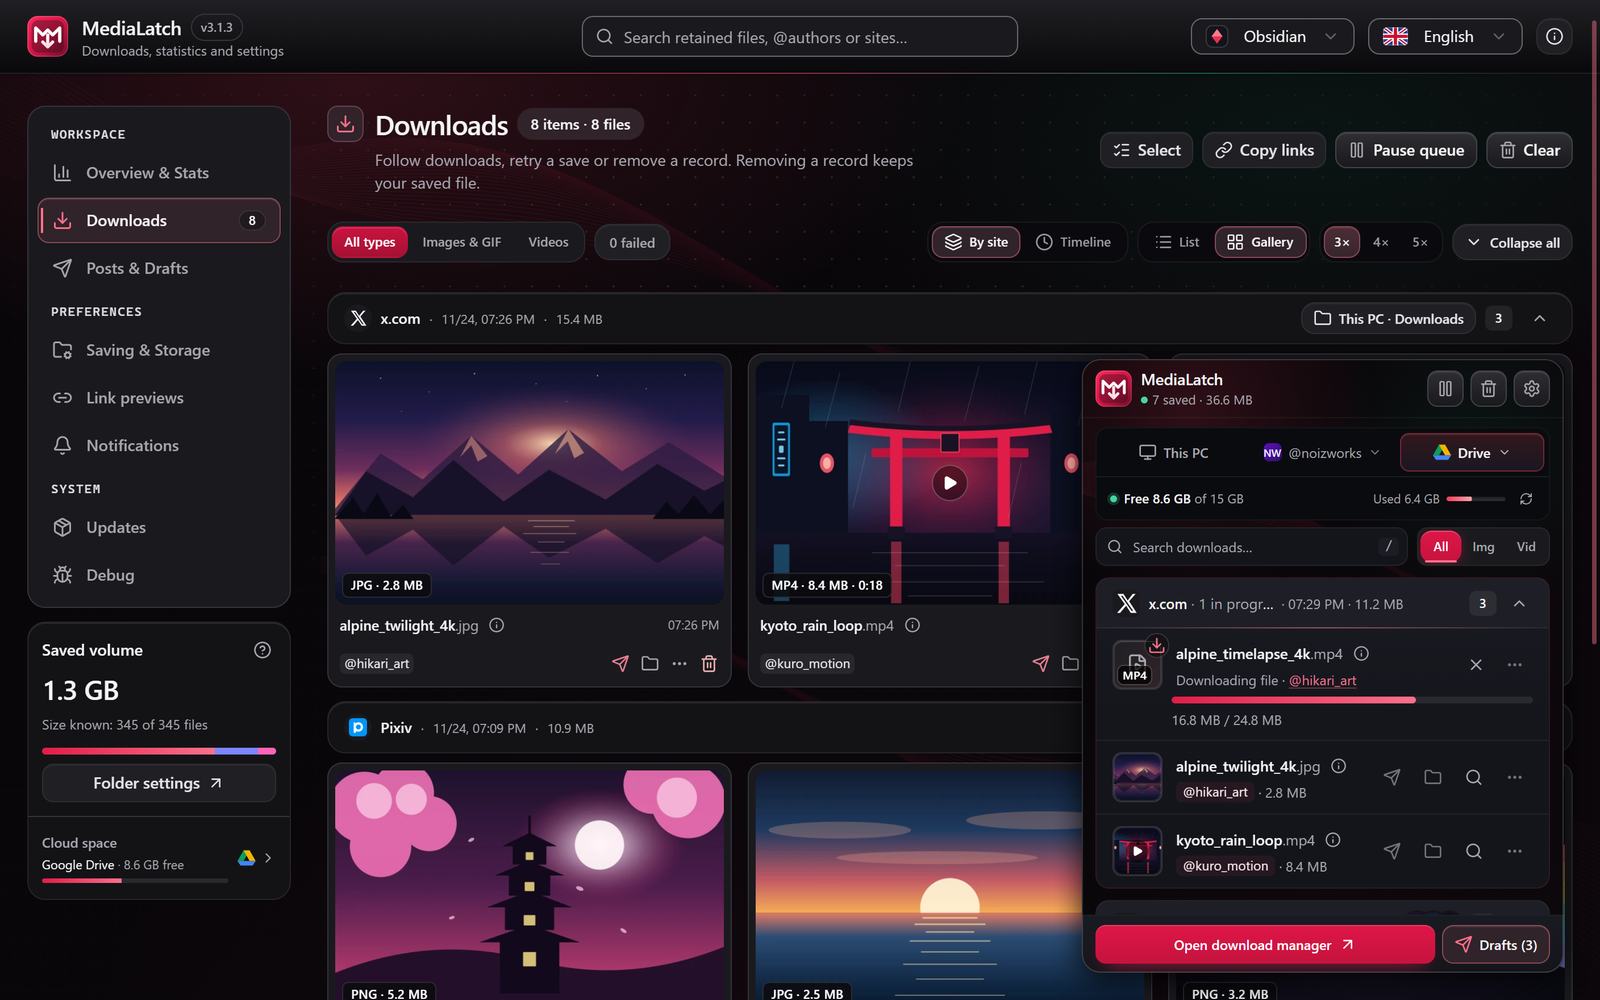 MediaLatch v3.1.3
Downloads, statistics and settings
Search retained files, @authors or sites...
Obsidian
English
WORKSPACE
Overview & Stats
Downloads 8
Posts & Drafts
PREFERENCES
Saving & Storage
Link previews
Notifications
SYSTEM
Updates
Debug
Saved volume
1.3 GB
Size known: 345 of 345 files
Folder settings
Cloud space
Google Drive · 8.6 GB free
Downloads 8 items · 8 files
Follow downloads, retry a save or remove a record. Removing a record keeps
your saved file.
Select
Copy links
Pause queue
Clear
All types
Images & GIF
Videos
0 failed
By site
Timeline
List
Gallery
3×
4×
5×
Collapse all
x.com · 11/24, 07:26 PM · 15.4 MB
This PC · Downloads
3
JPG · 2.8 MB
alpine_twilight_4k.jpg
07:26 PM
@hikari_art
MP4 · 8.4 MB · 0:18
kyoto_rain_loop.mp4
@kuro_motion
Pixiv · 11/24, 07:09 PM · 10.9 MB
PNG · 5.2 MB
JPG · 2.5 MB
PNG · 3.2 MB
MediaLatch
7 saved · 36.6 MB
This PC
NW @noizworks
Drive
Free 8.6 GB of 15 GB
Used 6.4 GB
Search downloads... /
All
Img
Vid
x.com · 1 in progr... · 07:29 PM · 11.2 MB
3
MP4
alpine_timelapse_4k.mp4
Downloading file · @hikari_art
16.8 MB / 24.8 MB
alpine_twilight_4k.jpg
@hikari_art · 2.8 MB
kyoto_rain_loop.mp4
@kuro_motion · 8.4 MB
Open download manager
Drafts (3)